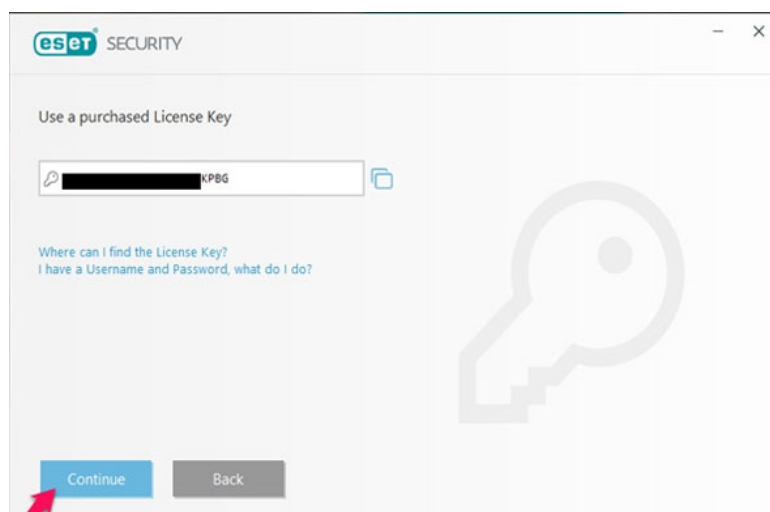 eset SECURITY
Use a purchased License Key
KPBG
Where can I find the License Key?
I have a Username and Password, what do I do?
Continue
Back